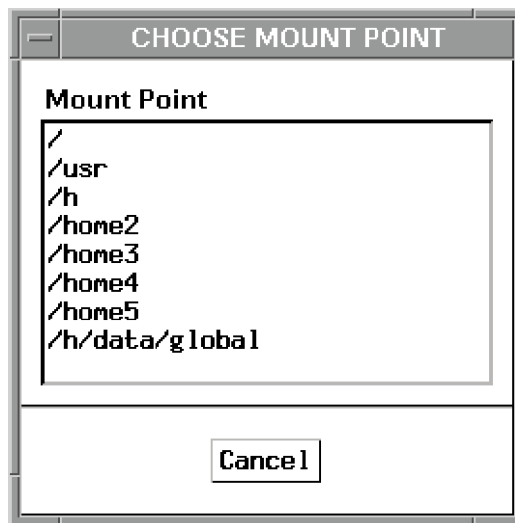 CHOOSE MOUNT POINT
Mount Point
/
/usr
/h
/home2
/home3
/home4
/home5
/h/data/global
Cancel